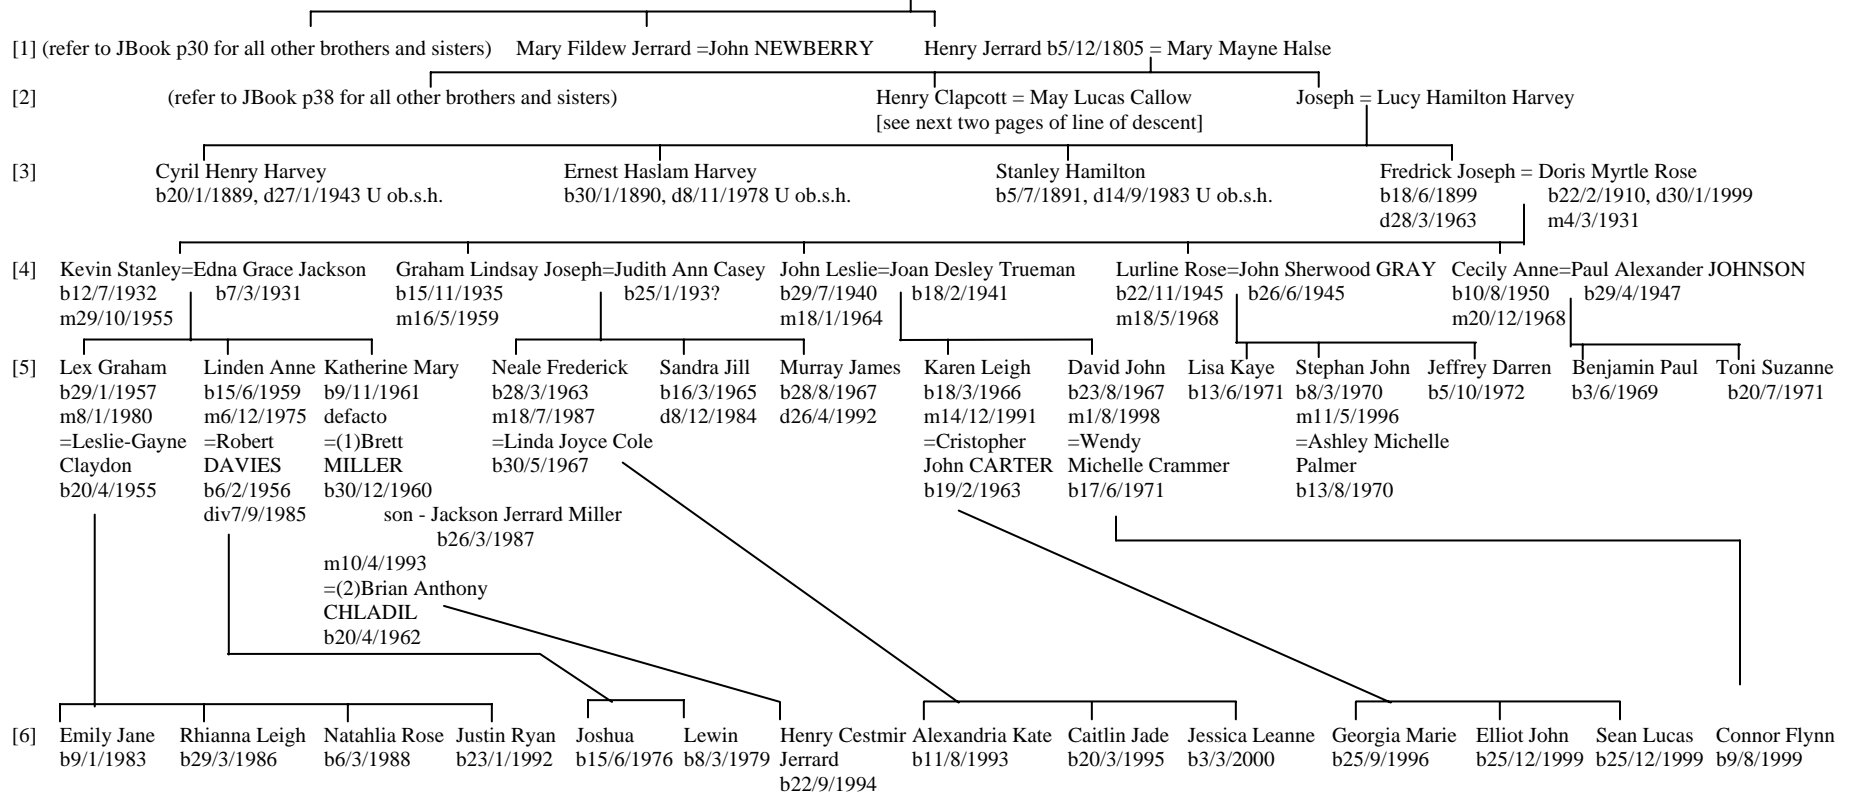 [1] (refer to JBook p30 for all other brothers and sisters) Mary Fildew Jerrard =John NEWBERRY Henry Jerrard b5/12/1805 = Mary Mayne Halse
[2] (refer to JBook p38 for all other brothers and sisters) Henry Clapcott = May Lucas Callow Joseph = Lucy Hamilton Harvey
[see next two pages of line of descent]
[3] Cyril Henry Harvey Ernest Haslam Harvey Stanley Hamilton Fredrick Joseph = Doris Myrtle Rose
b20/1/1889, d27/1/1943 U ob.s.h. b30/1/1890, d8/11/1978 U ob.s.h. b5/7/1891, d14/9/1983 U ob.s.h. b18/6/1899 b22/2/1910, d30/1/1999
d28/3/1963 m4/3/1931
[4] Kevin Stanley=Edna Grace Jackson Graham Lindsay Joseph=Judith Ann Casey John Leslie=Joan Desley Trueman Lurline Rose=John Sherwood GRAY Cecily Anne=Paul Alexander JOHNSON
b12/7/1932 b7/3/1931 b15/11/1935 b25/1/193? b29/7/1940 b18/2/1941 b22/11/1945 b26/6/1945 b10/8/1950 b29/4/1947
m29/10/1955 m16/5/1959 m18/1/1964 m18/5/1968 m20/12/1968
[5] Lex Graham Linden Anne Katherine Mary Neale Frederick Sandra Jill Murray James Karen Leigh David John Lisa Kaye Stephan John Jeffrey Darren Benjamin Paul Toni Suzanne
b29/1/1957 b15/6/1959 b9/11/1961 b28/3/1963 b16/3/1965 b28/8/1967 b18/3/1966 b23/8/1967 b13/6/1971 b8/3/1970 b5/10/1972 b3/6/1969 b20/7/1971
m8/1/1980 m6/12/1975 defacto m18/7/1987 d8/12/1984 d26/4/1992 m14/12/1991 m1/8/1998 m11/5/1996
=Leslie-Gayne =Robert =(1)Brett =Linda Joyce Cole =Cristopher =Wendy =Ashley Michelle
Claydon DAVIES MILLER b30/5/1967 John CARTER Michelle Crammer Palmer
b20/4/1955 b6/2/1956 b30/12/1960 b19/2/1963 b17/6/1971 b13/8/1970
div7/9/1985 son - Jackson Jerrard Miller
b26/3/1987
m10/4/1993
=(2)Brian Anthony
CHLADIL
b20/4/1962
[6] Emily Jane Rhianna Leigh Natahlia Rose Justin Ryan Joshua Lewin Henry Cestmir Alexandria Kate Caitlin Jade Jessica Leanne Georgia Marie Elliot John Sean Lucas Connor Flynn
b9/1/1983 b29/3/1986 b6/3/1988 b23/1/1992 b15/6/1976 b8/3/1979 Jerrard b11/8/1993 b20/3/1995 b3/3/2000 b25/9/1996 b25/12/1999 b25/12/1999 b9/8/1999
b22/9/1994